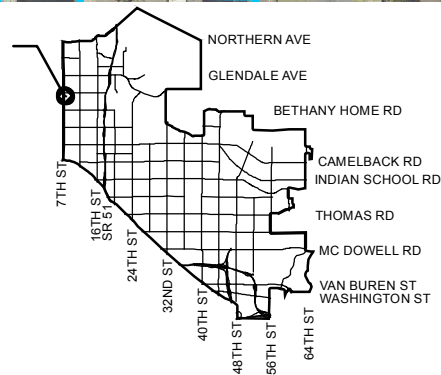 NORTHERN AVE
GLENDALE AVE
BETHANY HOME RD
CAMELBACK RD
INDIAN SCHOOL RD
THOMAS RD
MC DOWELL RD
VAN BUREN ST
WASHINGTON ST
7TH ST
16TH ST
SR 51
24TH ST
32ND ST
40TH ST
48TH ST
56TH ST
64TH ST